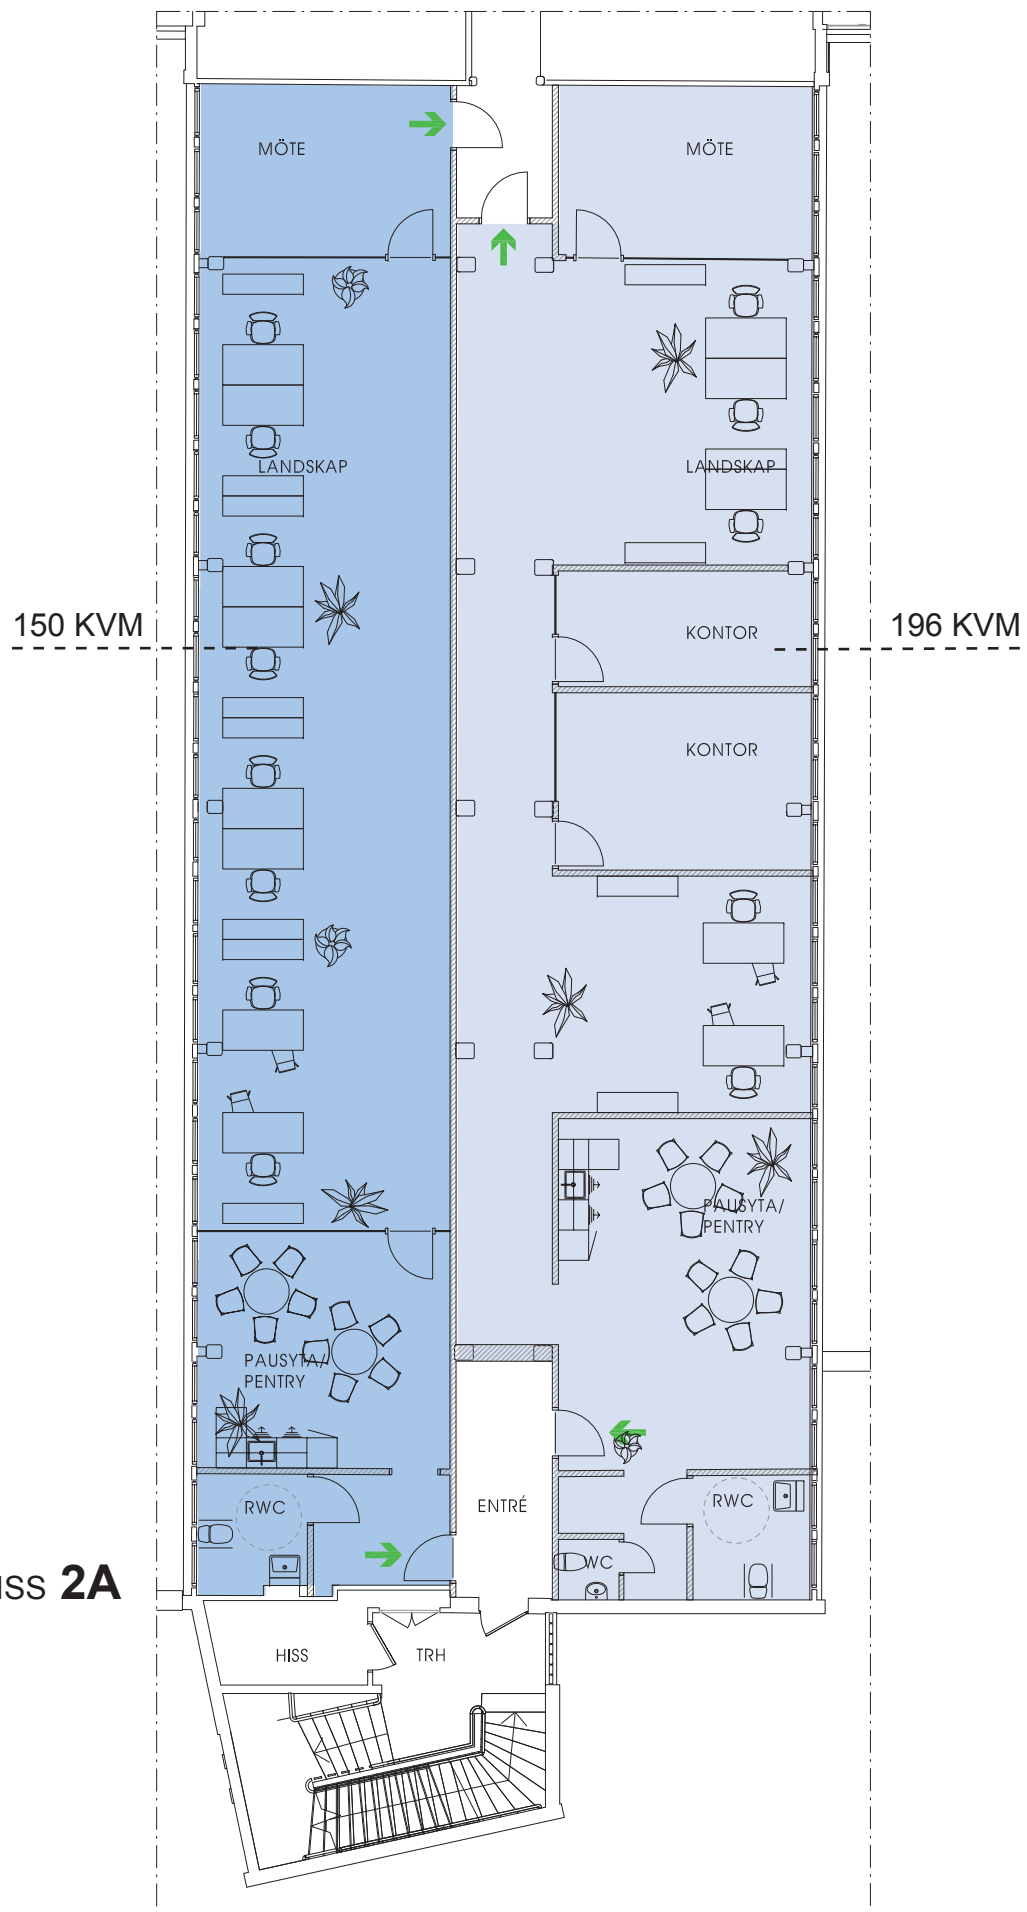 MÖTE
MÖTE
LANDSKAP
LANDSKAP
150 KVM
KONTOR
196 KVM
KONTOR
PAUSYTA/
PENTRY
PAUSYTA/
PENTRY
RWC
ENTRÉ
RWC
WC
ISS 2A
HISS
TRH